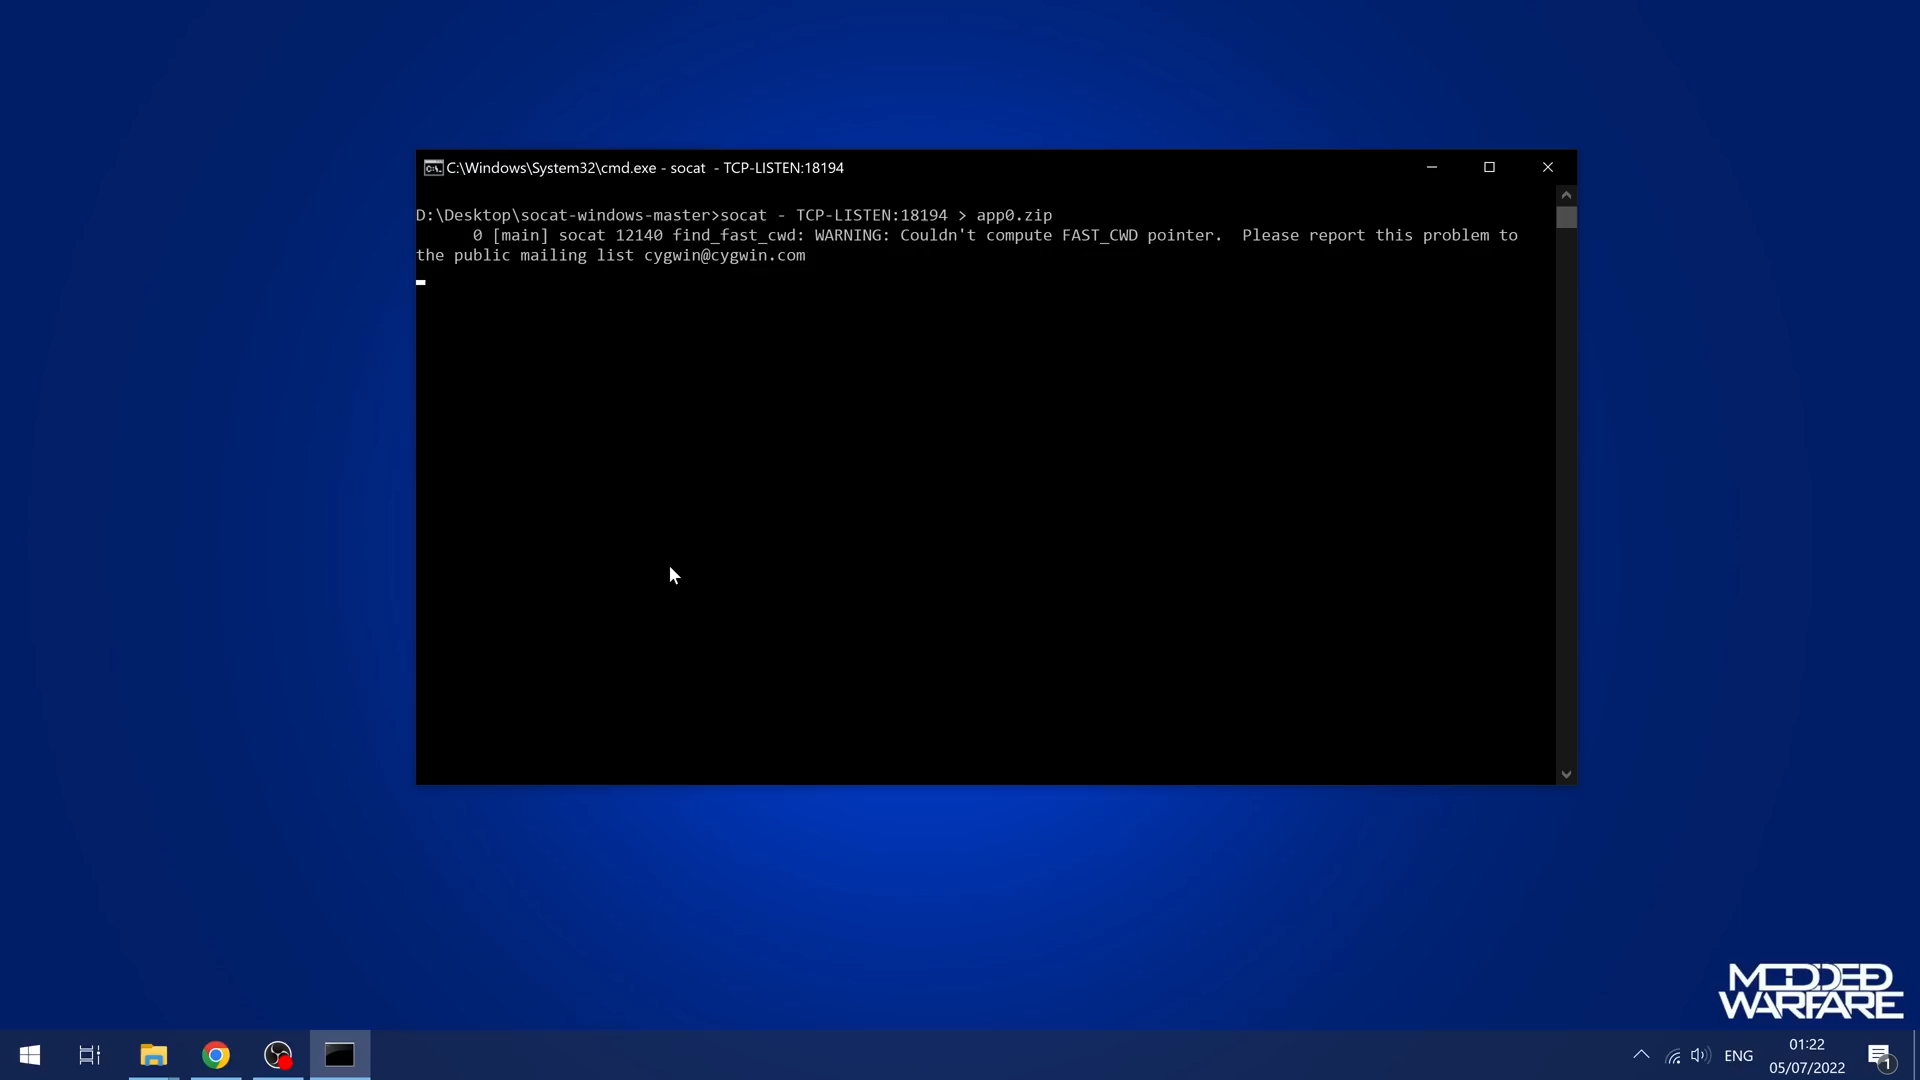 C:\Windows\System32\cmd.exe - socat  - TCP-LISTEN:18194
D:\Desktop\socat-windows-master>socat - TCP-LISTEN:18194 > app0.zip
      0 [main] socat 12140 find_fast_cwd: WARNING: Couldn't compute FAST_CWD pointer.  Please report this problem to
the public mailing list cygwin@cygwin.com
MODDED
WARFARE
ENG
01:22
05/07/2022
1